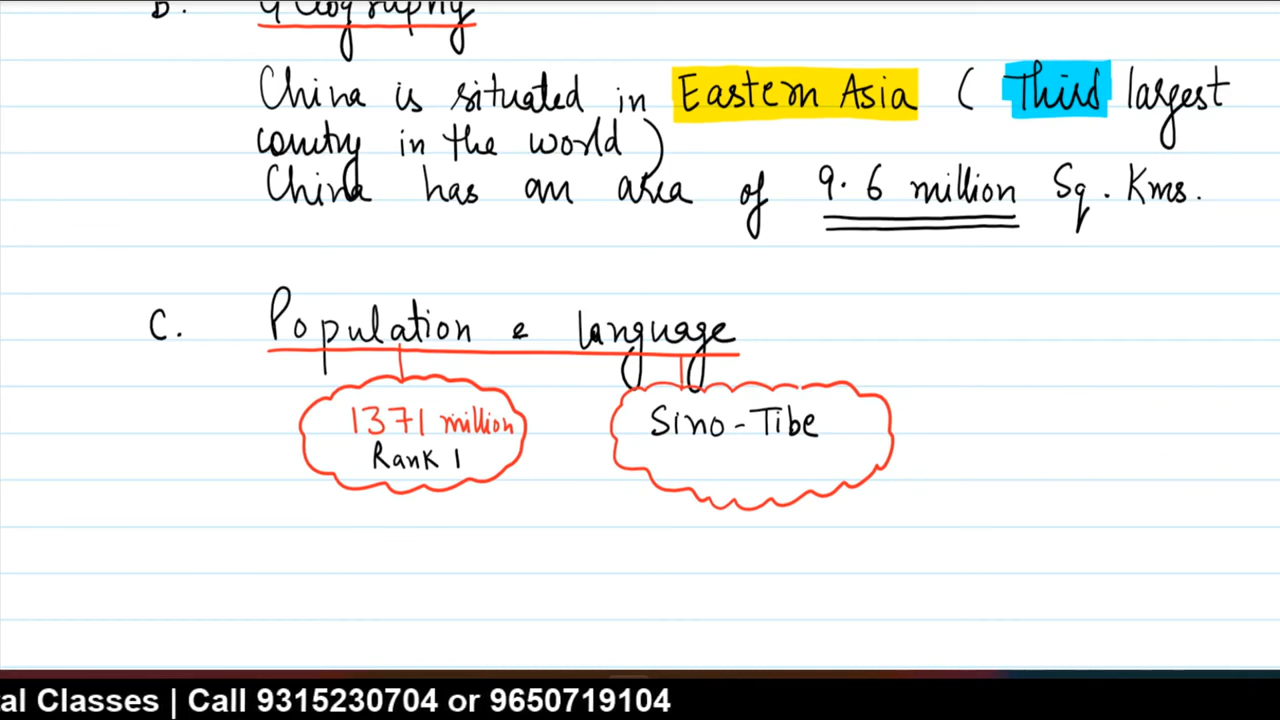 B. Geography
China is situated in Eastern Asia ( Third largest
country in the world)
China has an area of 9.6 million Sq. Kms.
C. Population & language
1371 million
Rank 1
Sino-Tibe
al Classes | Call 9315230704 or 9650719104